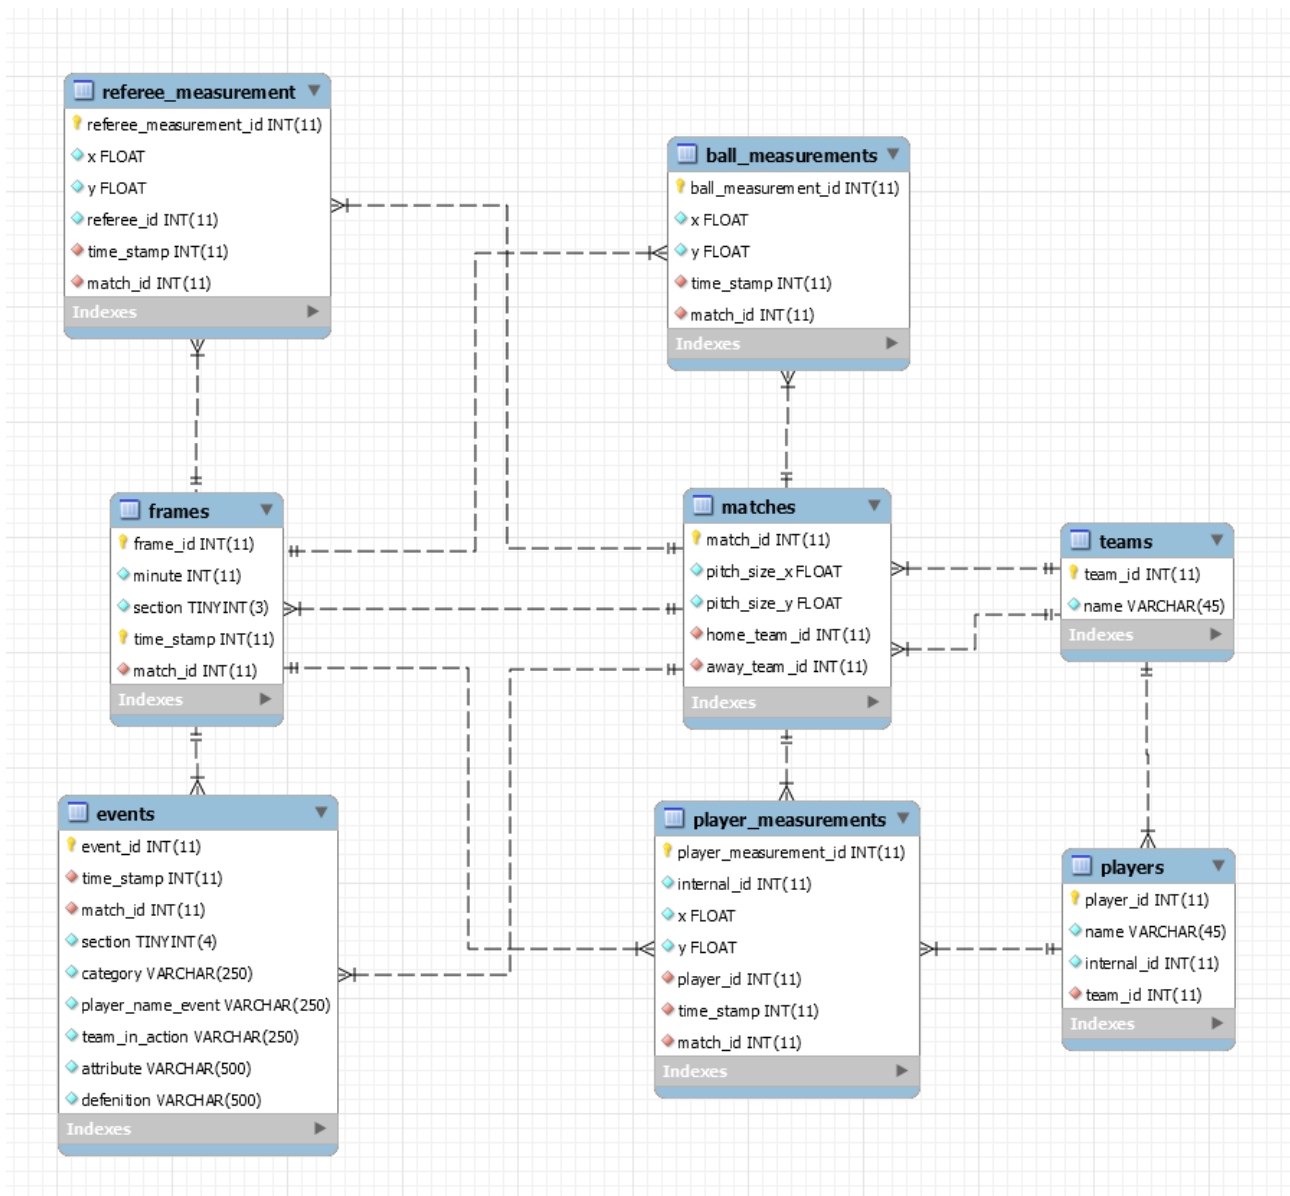 referee_measurement
referee_measurement_id INT(11)
x FLOAT
y FLOAT
referee_id INT(11)
time_stamp INT(11)
match_id INT(11)
Indexes
ball_measurements
ball_measurement_id INT(11)
x FLOAT
y FLOAT
time_stamp INT(11)
match_id INT(11)
Indexes
frames
frame_id INT(11)
minute INT(11)
section TINYINT(3)
time_stamp INT(11)
match_id INT(11)
Indexes
matches
match_id INT(11)
pitch_size_x FLOAT
pitch_size_y FLOAT
home_team_id INT(11)
away_team_id INT(11)
Indexes
teams
team_id INT(11)
name VARCHAR(45)
Indexes
events
event_id INT(11)
time_stamp INT(11)
match_id INT(11)
section TINYINT(4)
category VARCHAR(250)
player_name_event VARCHAR(250)
team_in_action VARCHAR(250)
attribute VARCHAR(500)
defenition VARCHAR(500)
Indexes
player_measurements
player_measurement_id INT(11)
internal_id INT(11)
x FLOAT
y FLOAT
player_id INT(11)
time_stamp INT(11)
match_id INT(11)
Indexes
players
player_id INT(11)
name VARCHAR(45)
internal_id INT(11)
team_id INT(11)
Indexes